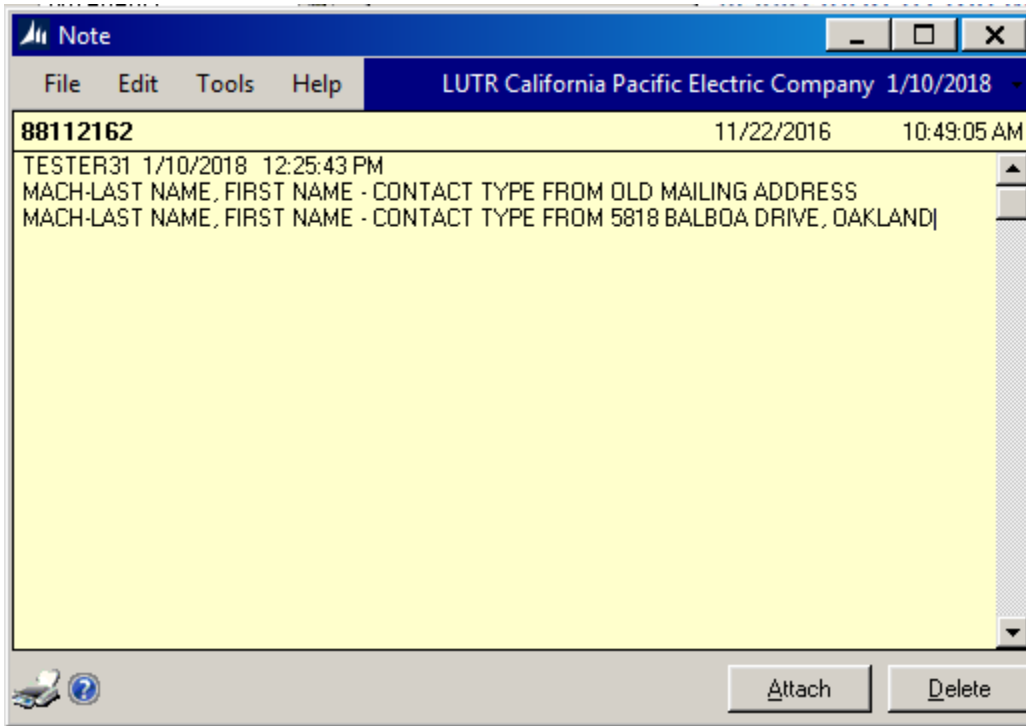 Note
File Edit Tools Help LUTR California Pacific Electric Company 1/10/2018
88112162 11/22/2016 10:49:05 AM
TESTER31 1/10/2018 12:25:43 PM
MACH-LAST NAME, FIRST NAME - CONTACT TYPE FROM OLD MAILING ADDRESS
MACH-LAST NAME, FIRST NAME - CONTACT TYPE FROM 5818 BALBOA DRIVE, OAKLAND
Attach Delete